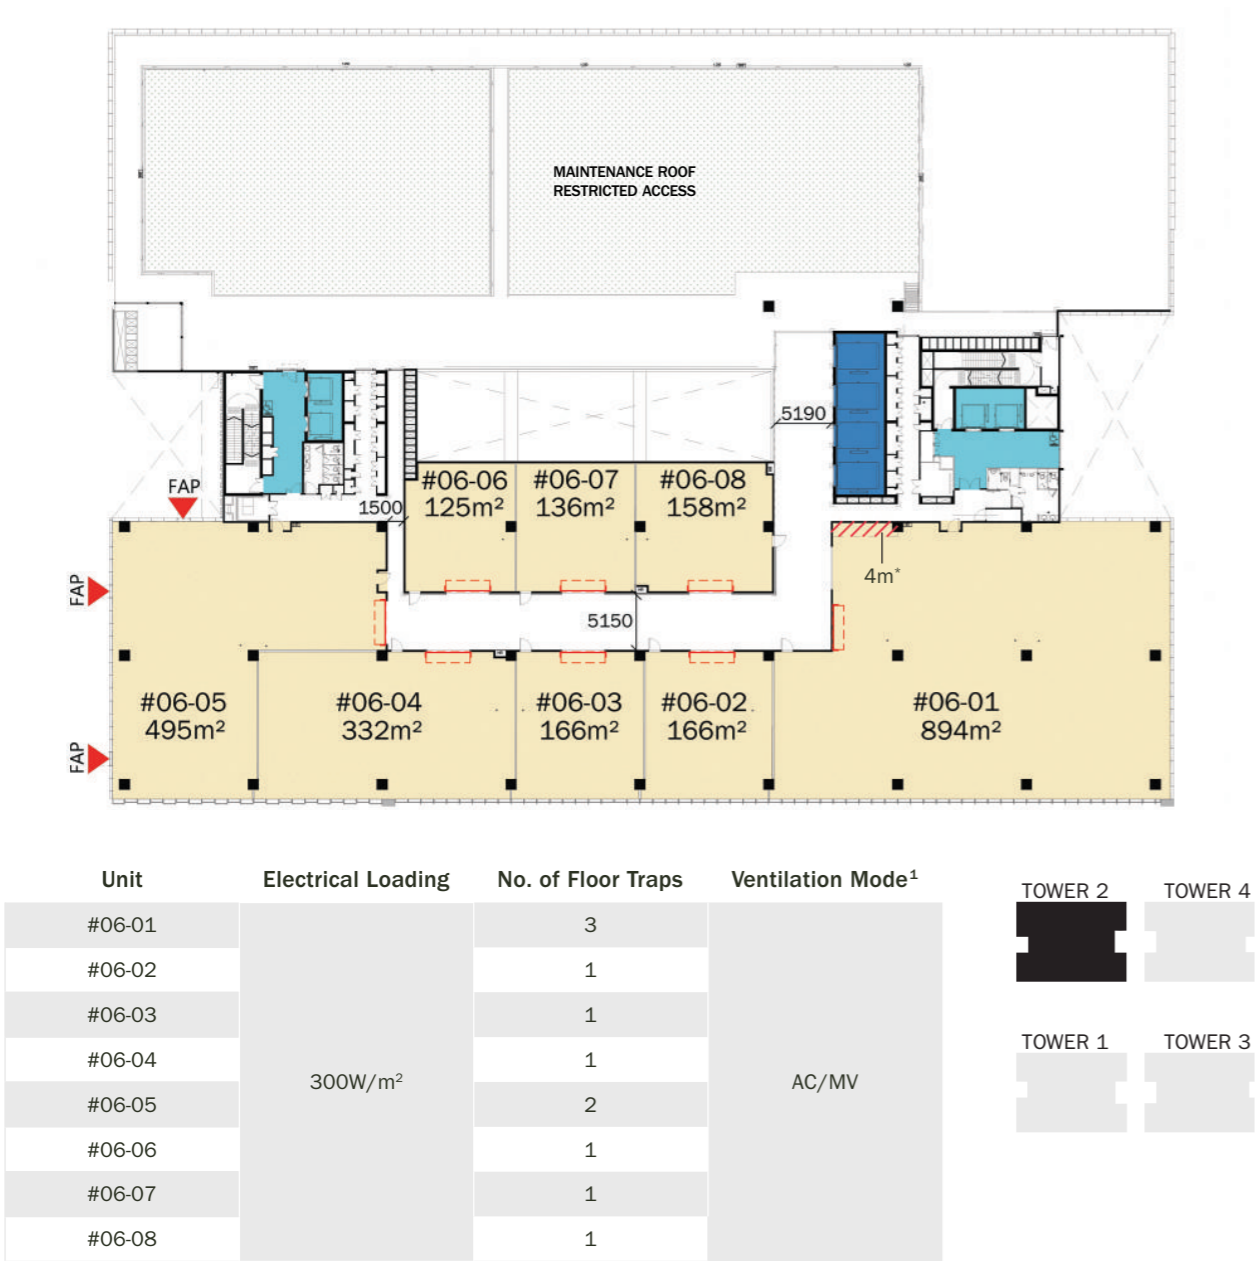 MAINTENANCE ROOF
RESTRICTED ACCESS
5190
FAP
1500
#06-06
125m²
#06-07
136m²
#06-08
158m²
4m*
FAP
5150
#06-05
495m²
#06-04
332m²
#06-03
166m²
#06-02
166m²
#06-01
894m²
FAP
Unit Electrical Loading No. of Floor Traps Ventilation Mode¹
#06-01 3
#06-02 1
#06-03 1
#06-04 1
300W/m² AC/MV
#06-05 2
#06-06 1
#06-07 1
#06-08 1
TOWER 2 TOWER 4
TOWER 1 TOWER 3